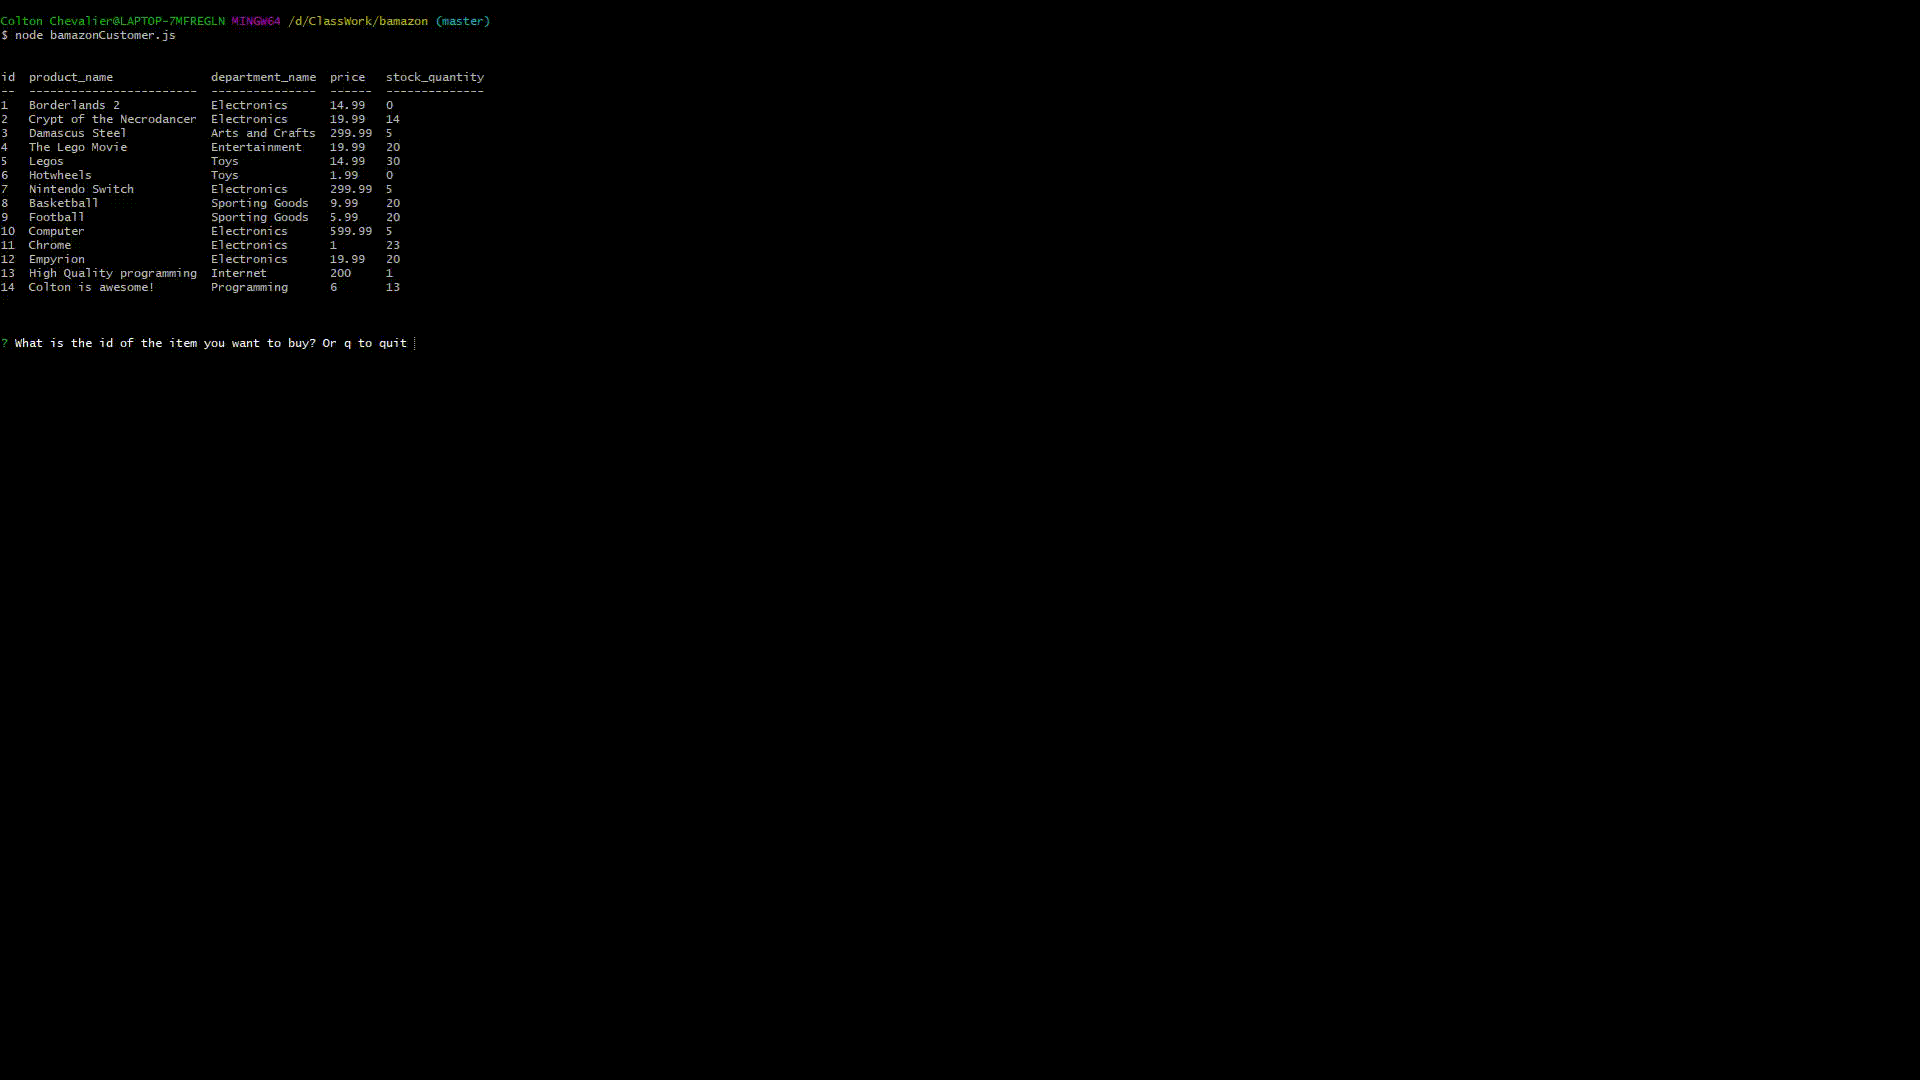 Colton Chevalier@LAPTOP-7MFREGLN MINGW64 /d/ClassWork/bamazon (master)
$ node bamazonCustomer.js
id  product_name              department_name  price   stock_quantity
--  ------------------------  ---------------  ------  --------------
1   Borderlands 2             Electronics      14.99   0
2   Crypt of the Necrodancer  Electronics      19.99   14
3   Damascus Steel            Arts and Crafts  299.99  5
4   The Lego Movie            Entertainment    19.99   20
5   Legos                     Toys             14.99   30
6   Hotwheels                 Toys             1.99    0
7   Nintendo Switch           Electronics      299.99  5
8   Basketball                Sporting Goods   9.99    20
9   Football                  Sporting Goods   5.99    20
10  Computer                  Electronics      599.99  5
11  Chrome                    Electronics      1       23
12  Empyrion                  Electronics      19.99   20
13  High Quality programming  Internet         200     1
14  Colton is awesome!        Programming      6       13
? What is the id of the item you want to buy? Or q to quit